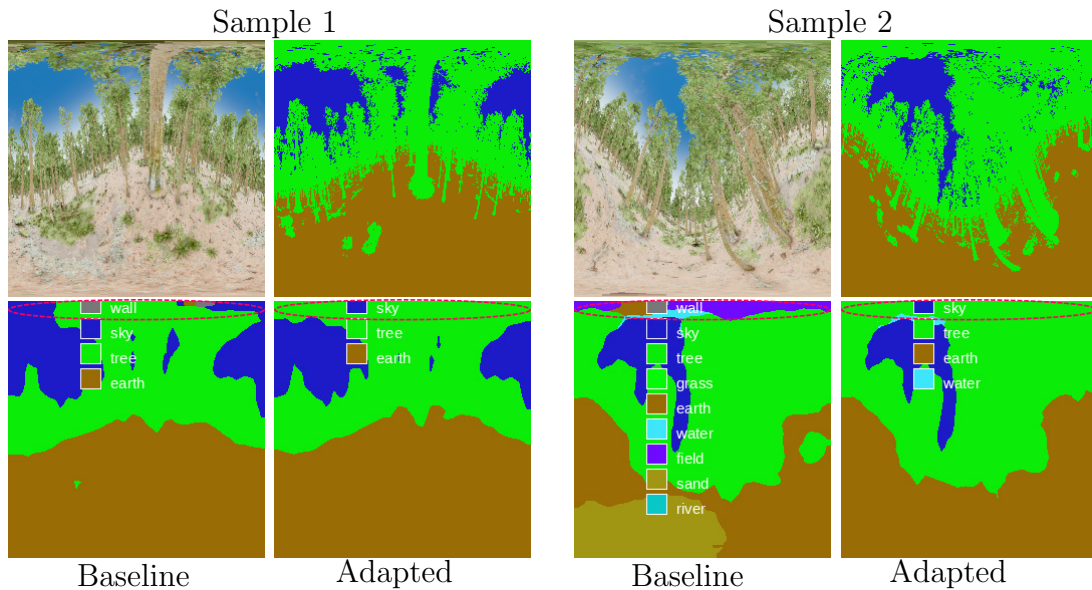 Sample 1
Sample 2
wall
sky
tree
earth
sky
tree
earth
wall
sky
tree
grass
earth
water
field
sand
river
sky
tree
earth
water
Baseline
Adapted
Baseline
Adapted